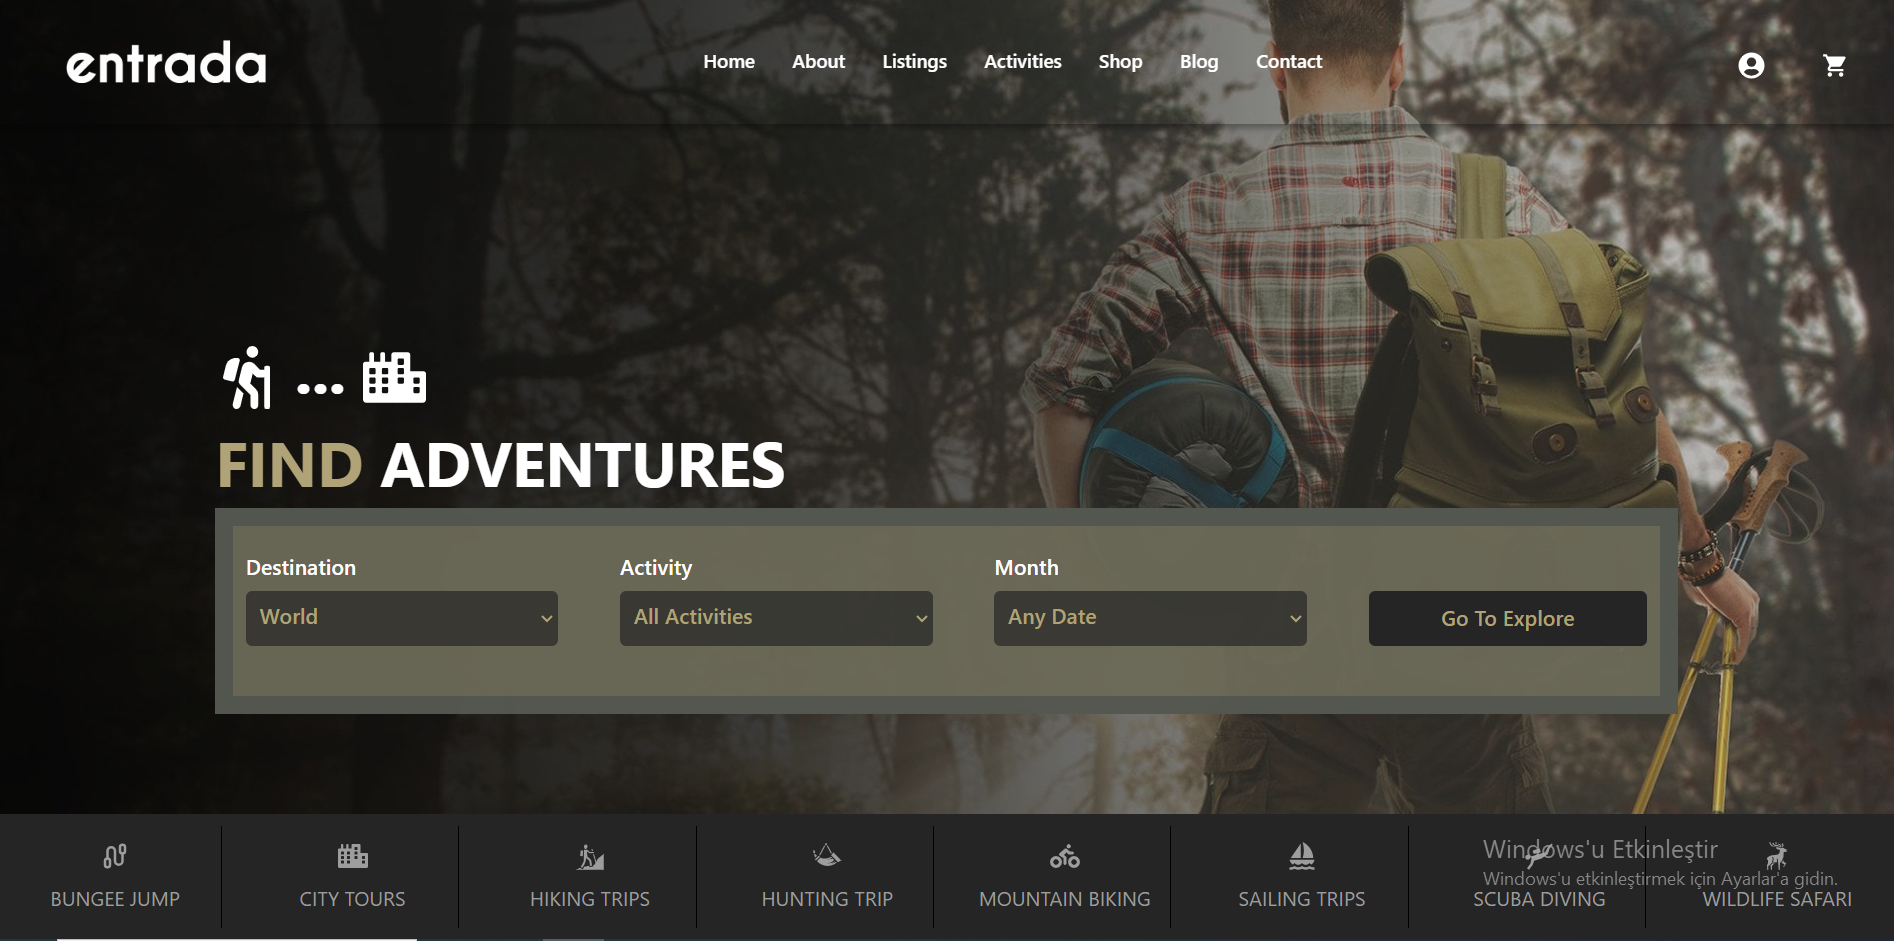 entrada
Home About Listings Activities Shop Blog Contact
FIND ADVENTURES
Destination Activity Month
World All Activities Any Date Go To Explore
Windows'u Etkinleştir
Windows'u etkinleştirmek için Ayarlar'a gidin.
BUNGEE JUMP CITY TOURS HIKING TRIPS HUNTING TRIP MOUNTAIN BIKING SAILING TRIPS SCUBA DIVING WILDLIFE SAFARI